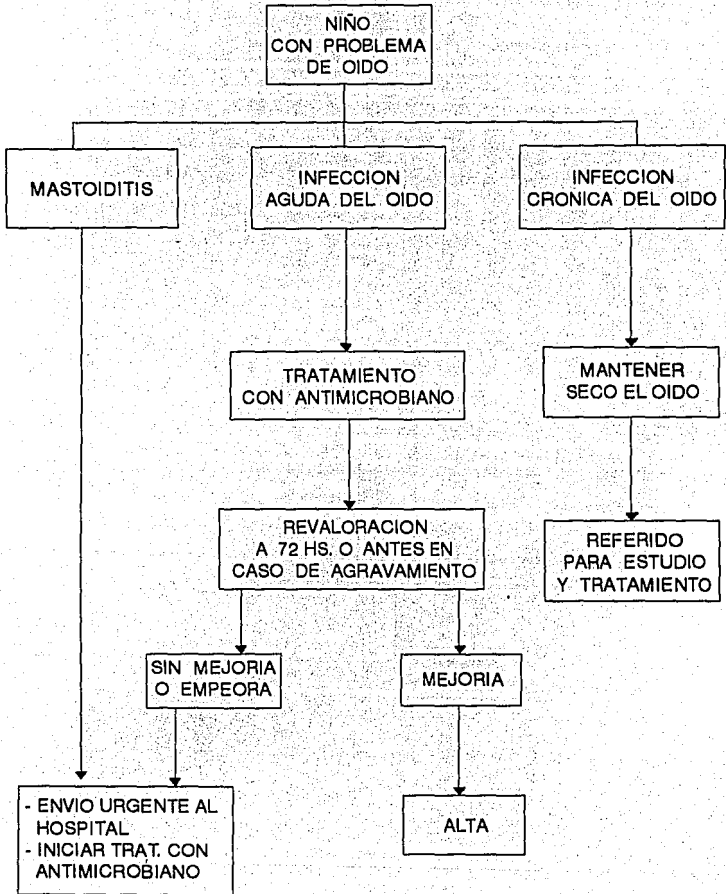 NIÑO
CON PROBLEMA
DE OIDO
MASTOIDITIS
INFECCION
AGUDA DEL OIDO
INFECCION
CRONICA DEL OIDO
TRATAMIENTO
CON ANTIMICROBIANO
MANTENER
SECO EL OIDO
REVALORACION
A 72 HS. O ANTES EN
CASO DE AGRAVAMIENTO
REFERIDO
PARA ESTUDIO
Y TRATAMIENTO
SIN MEJORIA
O EMPEORA
MEJORIA
- ENVIO URGENTE AL
HOSPITAL
- INICIAR TRAT. CON
ANTIMICROBIANO
ALTA